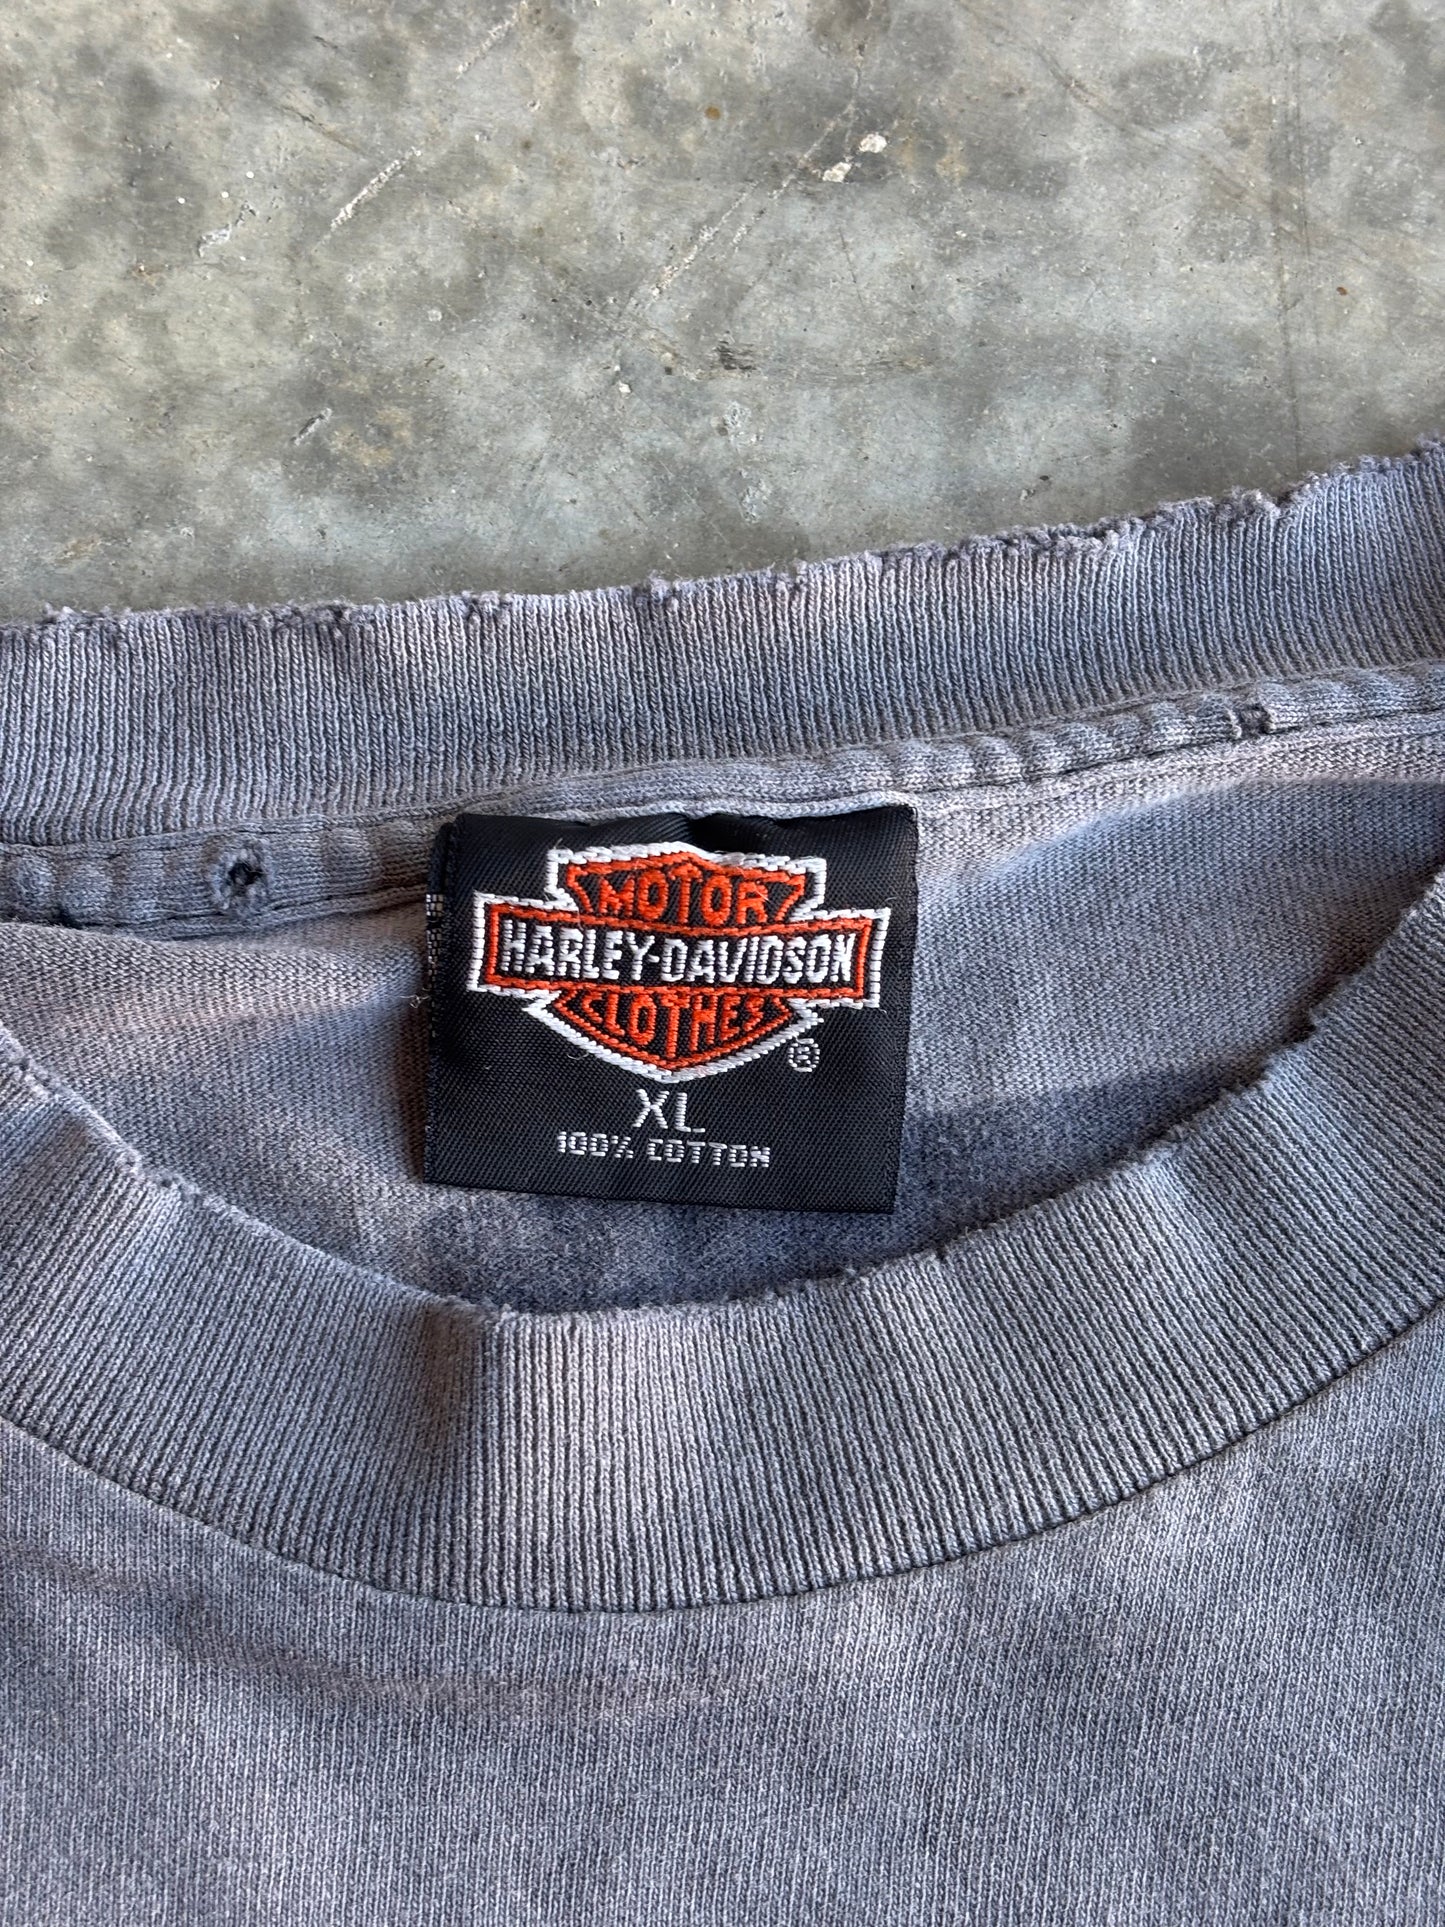 MOTOR
HARLEY-DAVIDSON
CLOTHES
®
XL
100% COTTON